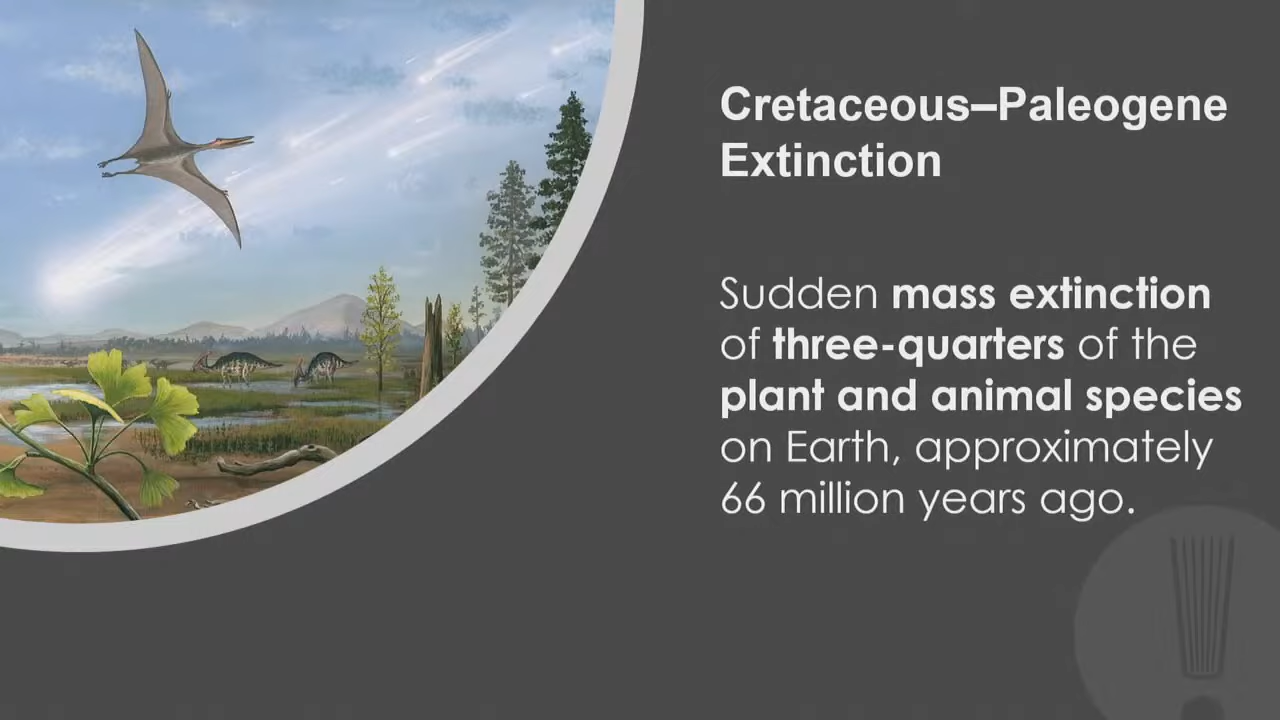 Cretaceous–Paleogene
Extinction
Sudden mass extinction
of three-quarters of the
plant and animal species
on Earth, approximately
66 million years ago.